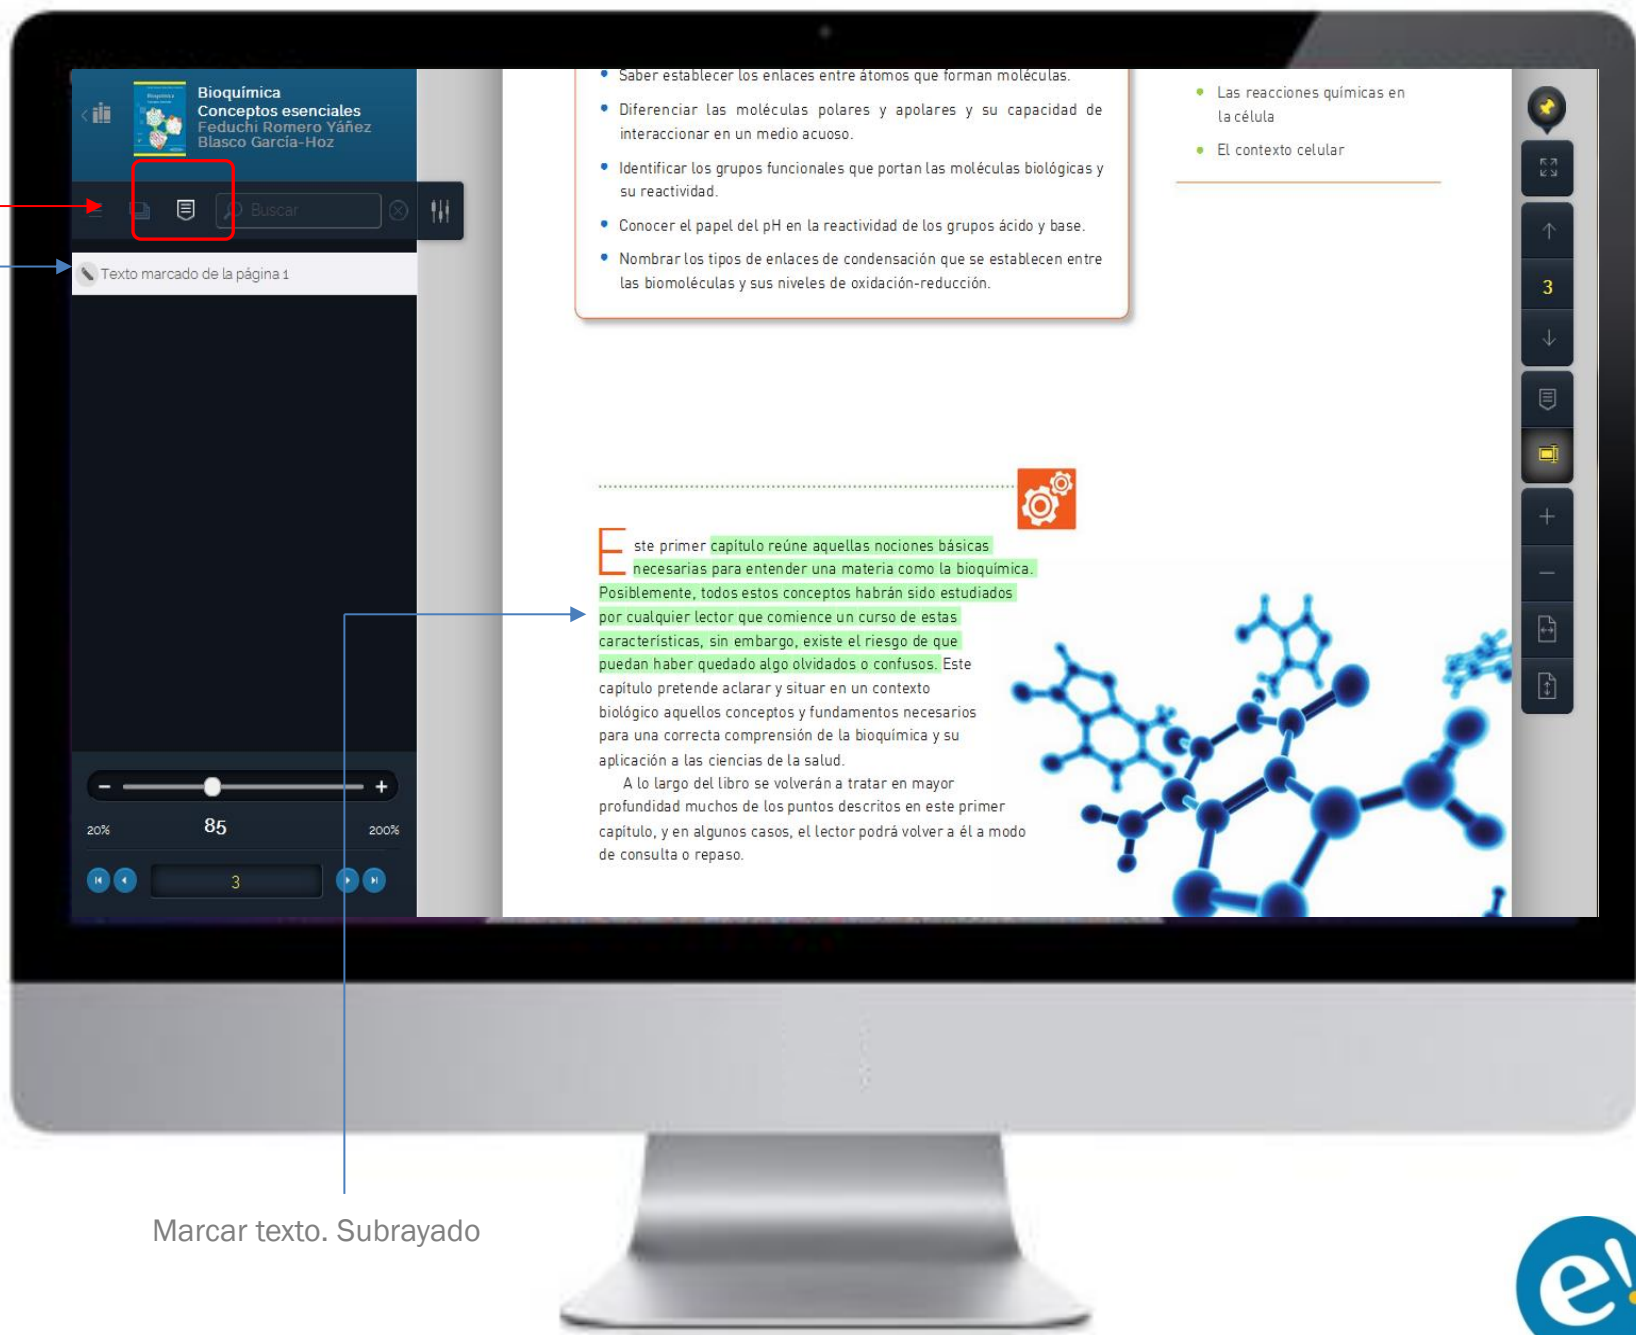 Bioquímica
Conceptos esenciales
Feduchi Romero Yáñez
Blasco García-Hoz
Buscar
Texto marcado de la página 1
20%
85
200%
3
Saber establecer los enlaces entre átomos que forman moléculas.
Diferenciar las moléculas polares y apolares y su capacidad de
interaccionar en un medio acuoso.
Identificar los grupos funcionales que portan las moléculas biológicas y
su reactividad.
Conocer el papel del pH en la reactividad de los grupos ácido y base.
Nombrar los tipos de enlaces de condensación que se establecen entre
las biomoléculas y sus niveles de oxidación-reducción.
Las reacciones químicas en
la célula
El contexto celular
3
Este primer capítulo reúne aquellas nociones básicas
necesarias para entender una materia como la bioquímica.
Posiblemente, todos estos conceptos habrán sido estudiados
por cualquier lector que comience un curso de estas
características, sin embargo, existe el riesgo de que
puedan haber quedado algo olvidados o confusos. Este
capítulo pretende aclarar y situar en un contexto
biológico aquellos conceptos y fundamentos necesarios
para una correcta comprensión de la bioquímica y su
aplicación a las ciencias de la salud.
A lo largo del libro se volverán a tratar en mayor
profundidad muchos de los puntos descritos en este primer
capítulo, y en algunos casos, el lector podrá volver a él a modo
de consulta o repaso.
Marcar texto. Subrayado
e!